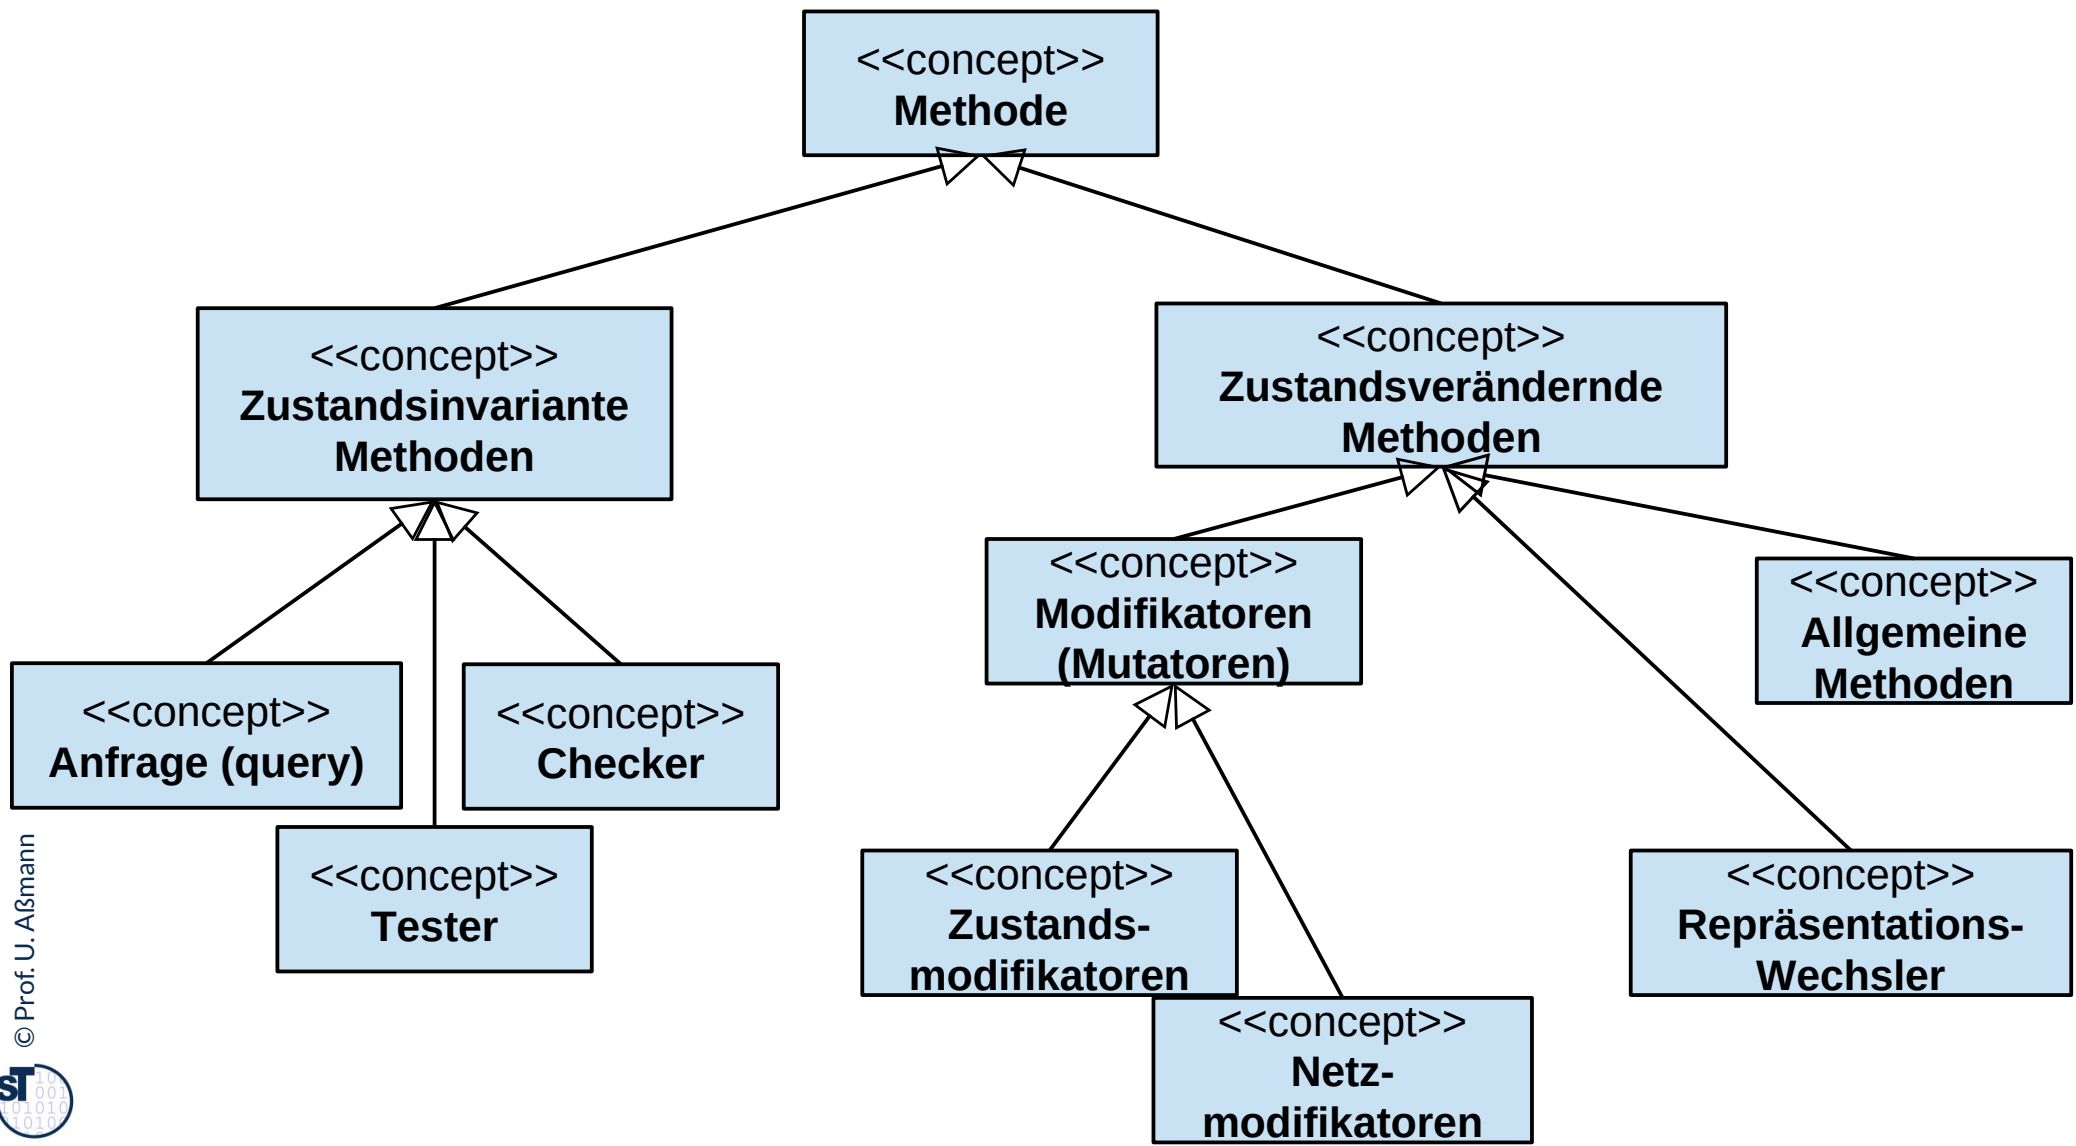 <<concept>>
Methode
<<concept>>
Zustandsinvariante
Methoden
<<concept>>
Zustandsverändernde
Methoden
<<concept>>
Anfrage (query)
<<concept>>
Checker
<<concept>>
Tester
<<concept>>
Modifikatoren
(Mutatoren)
<<concept>>
Allgemeine
Methoden
<<concept>>
Zustands-
modifikatoren
<<concept>>
Netz-
modifikatoren
<<concept>>
Repräsentations-
Wechsler
© Prof. U. Aßmann
ST